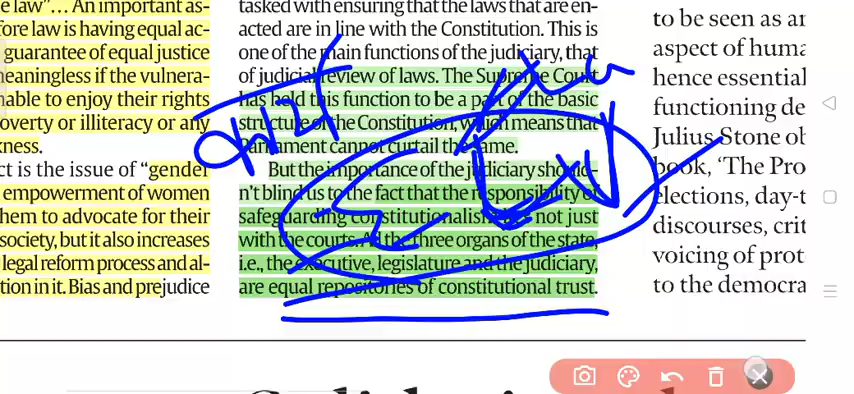 e law”... An important as-
fore law is having equal ac-
guarantee of equal justice
meaningless if the vulnera-
nable to enjoy their rights
overty or illiteracy or any
kness.
ct is the issue of “gender
empowerment of women
hem to advocate for their
society, but it also increases
legal reform process and al-
tion in it. Bias and prejudice
tasked with ensuring that the laws that are en-
acted are in line with the Constitution. This is
one of the main functions of the judiciary, that
of judicial review of laws. The Supreme Court
has held this function to be a part of the basic
structure of the Constitution, which means that
Parliament cannot curtail the same.
But the importance of the judiciary should-
n’t blind us to the fact that the responsibility of
safeguarding constitutionalism is not just
with the courts. All the three organs of the state,
i.e., the executive, legislature and the judiciary,
are equal repositories of constitutional trust.
to be seen as an
aspect of huma
hence essential
functioning de
Julius Stone ob
book, ‘The Pro
elections, day-t
discourses, crit
voicing of prot
to the democra